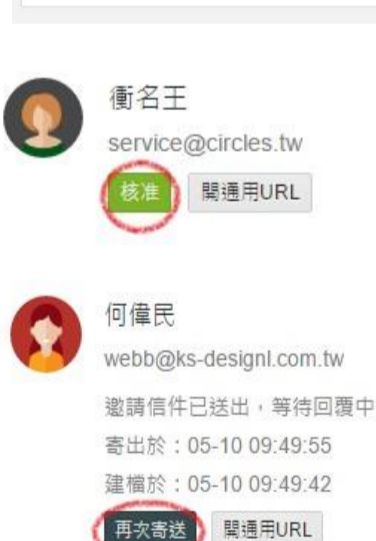 衝名王
service@circles.tw
核准 開通用URL
何偉民
webb@ks-designl.com.tw
邀請信件已送出，等待回覆中
寄出於：05-10 09:49:55
建檔於：05-10 09:49:42
再次寄送 開通用URL